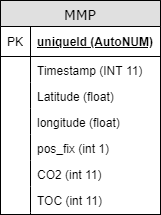 MMP
PK uniqueId (AutoNUM)
Timestamp (INT 11)
Latitude (float)
longitude (float)
pos_fix (int 1)
CO2 (int 11)
TOC (int 11)